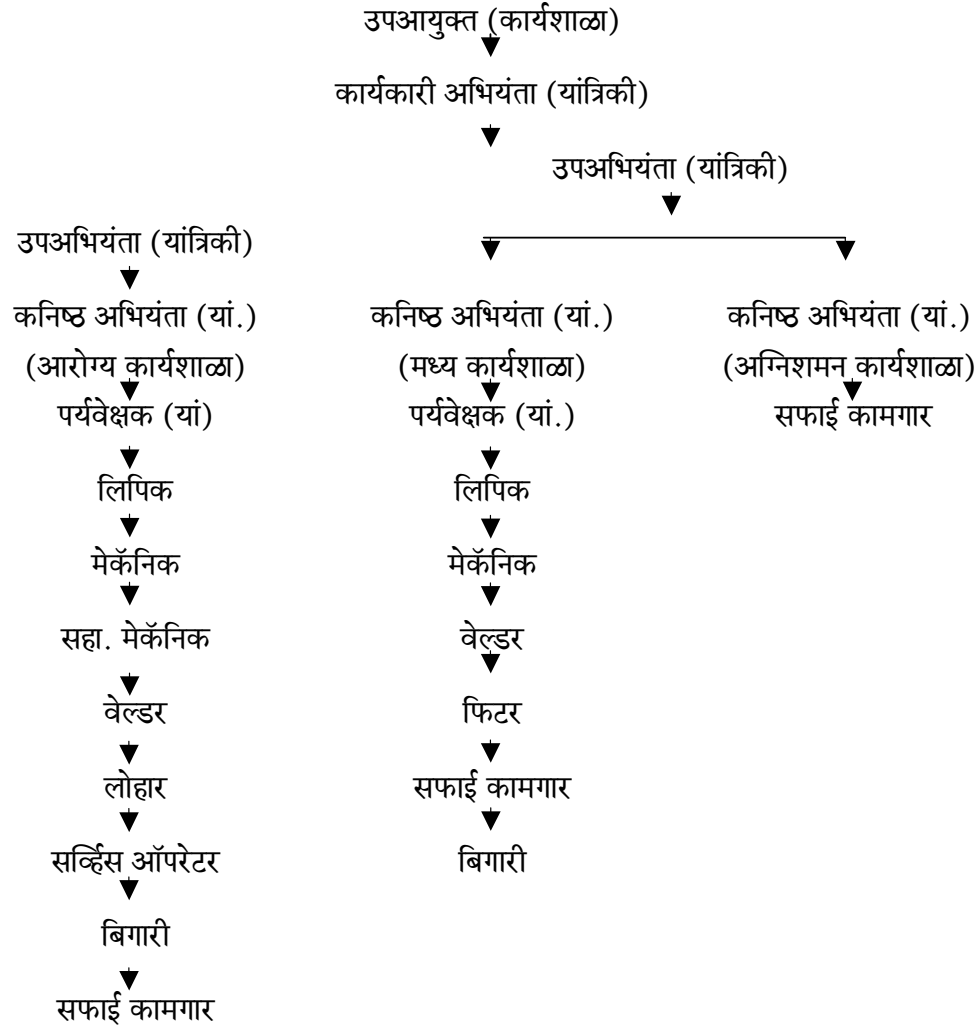 उपआयुक्त (कार्यशाळा)
कार्यकारी अभियंता (यांत्रिकी)
उपअभियंता (यांत्रिकी)
उपअभियंता (यांत्रिकी)
कनिष्ठ अभियंता (यां.)
(आरोग्य कार्यशाळा)
पर्यवेक्षक (यां)
लिपिक
मेकॅनिक
सहा. मेकॅनिक
वेल्डर
लोहार
सर्व्हिस ऑपरेटर
बिगारी
सफाई कामगार
कनिष्ठ अभियंता (यां.)
(मध्य कार्यशाळा)
पर्यवेक्षक (यां.)
लिपिक
मेकॅनिक
वेल्डर
फिटर
सफाई कामगार
बिगारी
कनिष्ठ अभियंता (यां.)
(अग्निशमन कार्यशाळा)
सफाई कामगार